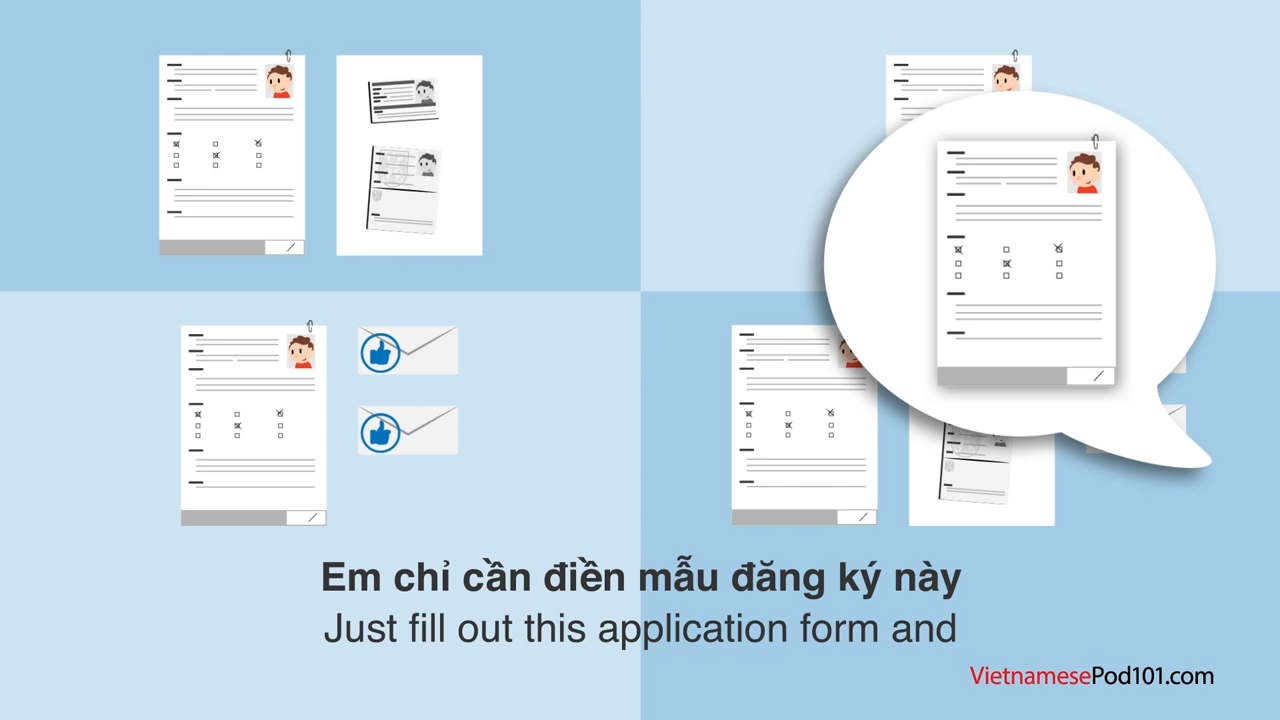 Em chỉ cần điền mẫu đăng ký này
Just fill out this application form and
VietnamesePod101.com